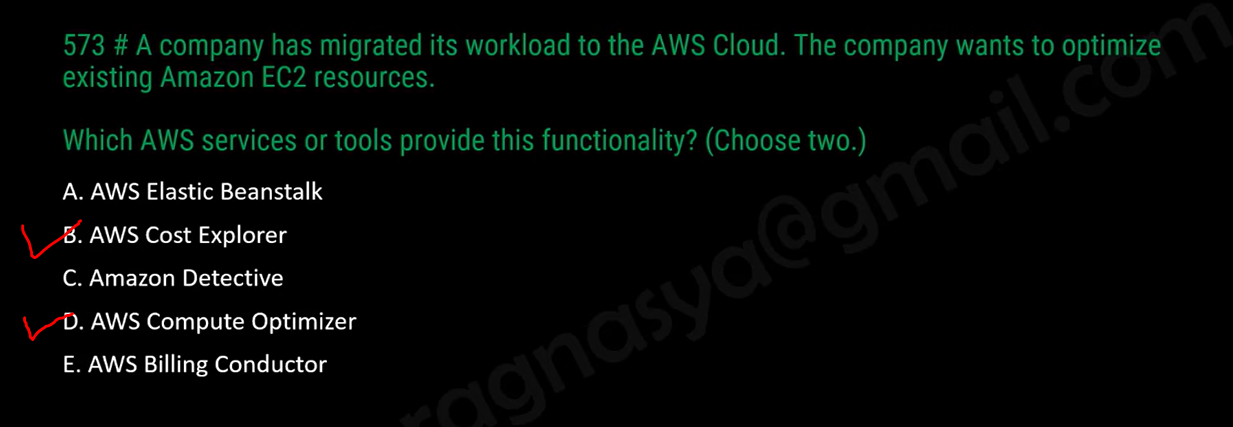 573 # A company has migrated its workload to the AWS Cloud. The company wants to optimize
existing Amazon EC2 resources.
Which AWS services or tools provide this functionality? (Choose two.)
A. AWS Elastic Beanstalk
B. AWS Cost Explorer
C. Amazon Detective
D. AWS Compute Optimizer
E. AWS Billing Conductor
ragnasya@gmail.com